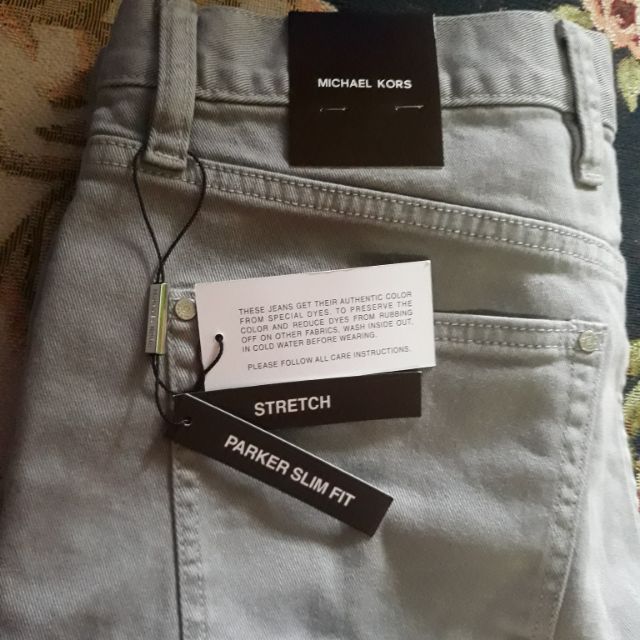 MICHAEL KORS
THESE JEANS GET THEIR AUTHENTIC COLOR
FROM SPECIAL DYES. TO PRESERVE THE
COLOR AND REDUCE DYES FROM RUBBING
OFF ON OTHER FABRICS, WASH INSIDE OUT,
IN COLD WATER BEFORE WEARING.
PLEASE FOLLOW ALL CARE INSTRUCTIONS.
STRETCH
PARKER SLIM FIT